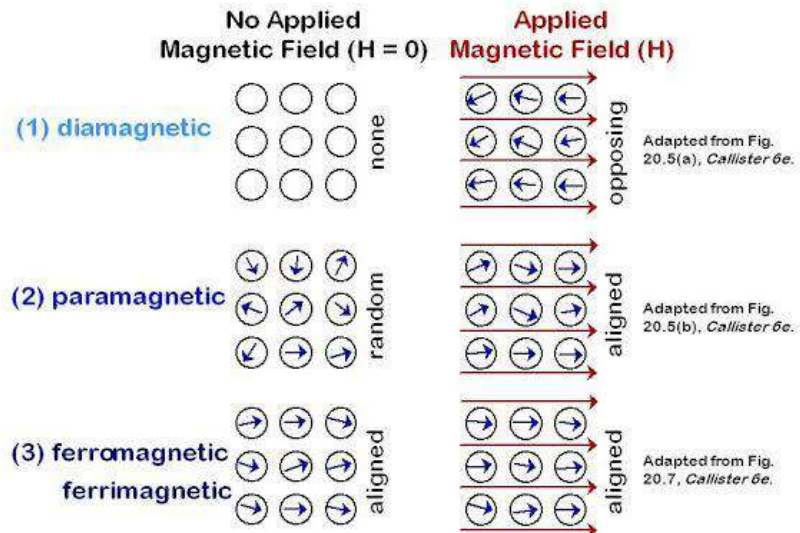 No Applied
Magnetic Field (H = 0)
Applied
Magnetic Field (H)
(1) diamagnetic
none
opposing
Adapted from Fig.
20.5(a), Callister 6e.
(2) paramagnetic
random
aligned
Adapted from Fig.
20.5(b), Callister 6e.
(3) ferromagnetic
ferrimagnetic
aligned
aligned
Adapted from Fig.
20.7, Callister 6e.